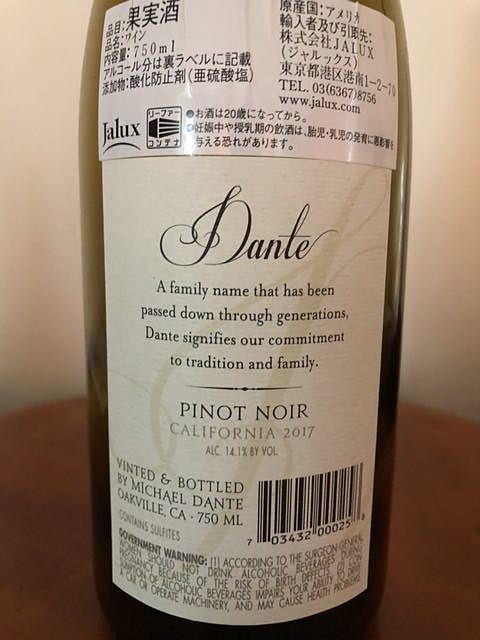 品目:果実酒
品名:ワイン
内容量:750ml
アルコール分は裏ラベルに記載
添加物:酸化防止剤(亜硫酸塩)
原産国:アメリカ
輸入者及び引取先:
株式会社JALUX
(ジャルックス)
東京都港区港南1-2-70
TEL. 03(6367)8756
www.jalux.com
Jalux
リーファー
コンテナ
●お酒は20歳になってから。
●妊娠中や授乳期の飲酒は、胎児・乳児の発育に悪影響を
与える恐れがあります。
Dante
A family name that has been
passed down through generations,
Dante signifies our commitment
to tradition and family.
PINOT NOIR
CALIFORNIA 2017
ALC. 14.1% BY VOL.
VINTED & BOTTLED
BY MICHAEL DANTE
OAKVILLE, CA · 750 ML
CONTAINS SULFITES
7 03432 00025
GOVERNMENT WARNING: (1) ACCORDING TO THE SURGEON GENERAL,
WOMEN SHOULD NOT DRINK ALCOHOLIC BEVERAGES DURING
PREGNANCY BECAUSE OF THE RISK OF BIRTH DEFECTS. (2) CON-
SUMPTION OF ALCOHOLIC BEVERAGES IMPAIRS YOUR ABILITY TO DRIVE
A CAR OR OPERATE MACHINERY, AND MAY CAUSE HEALTH PROBLEMS.